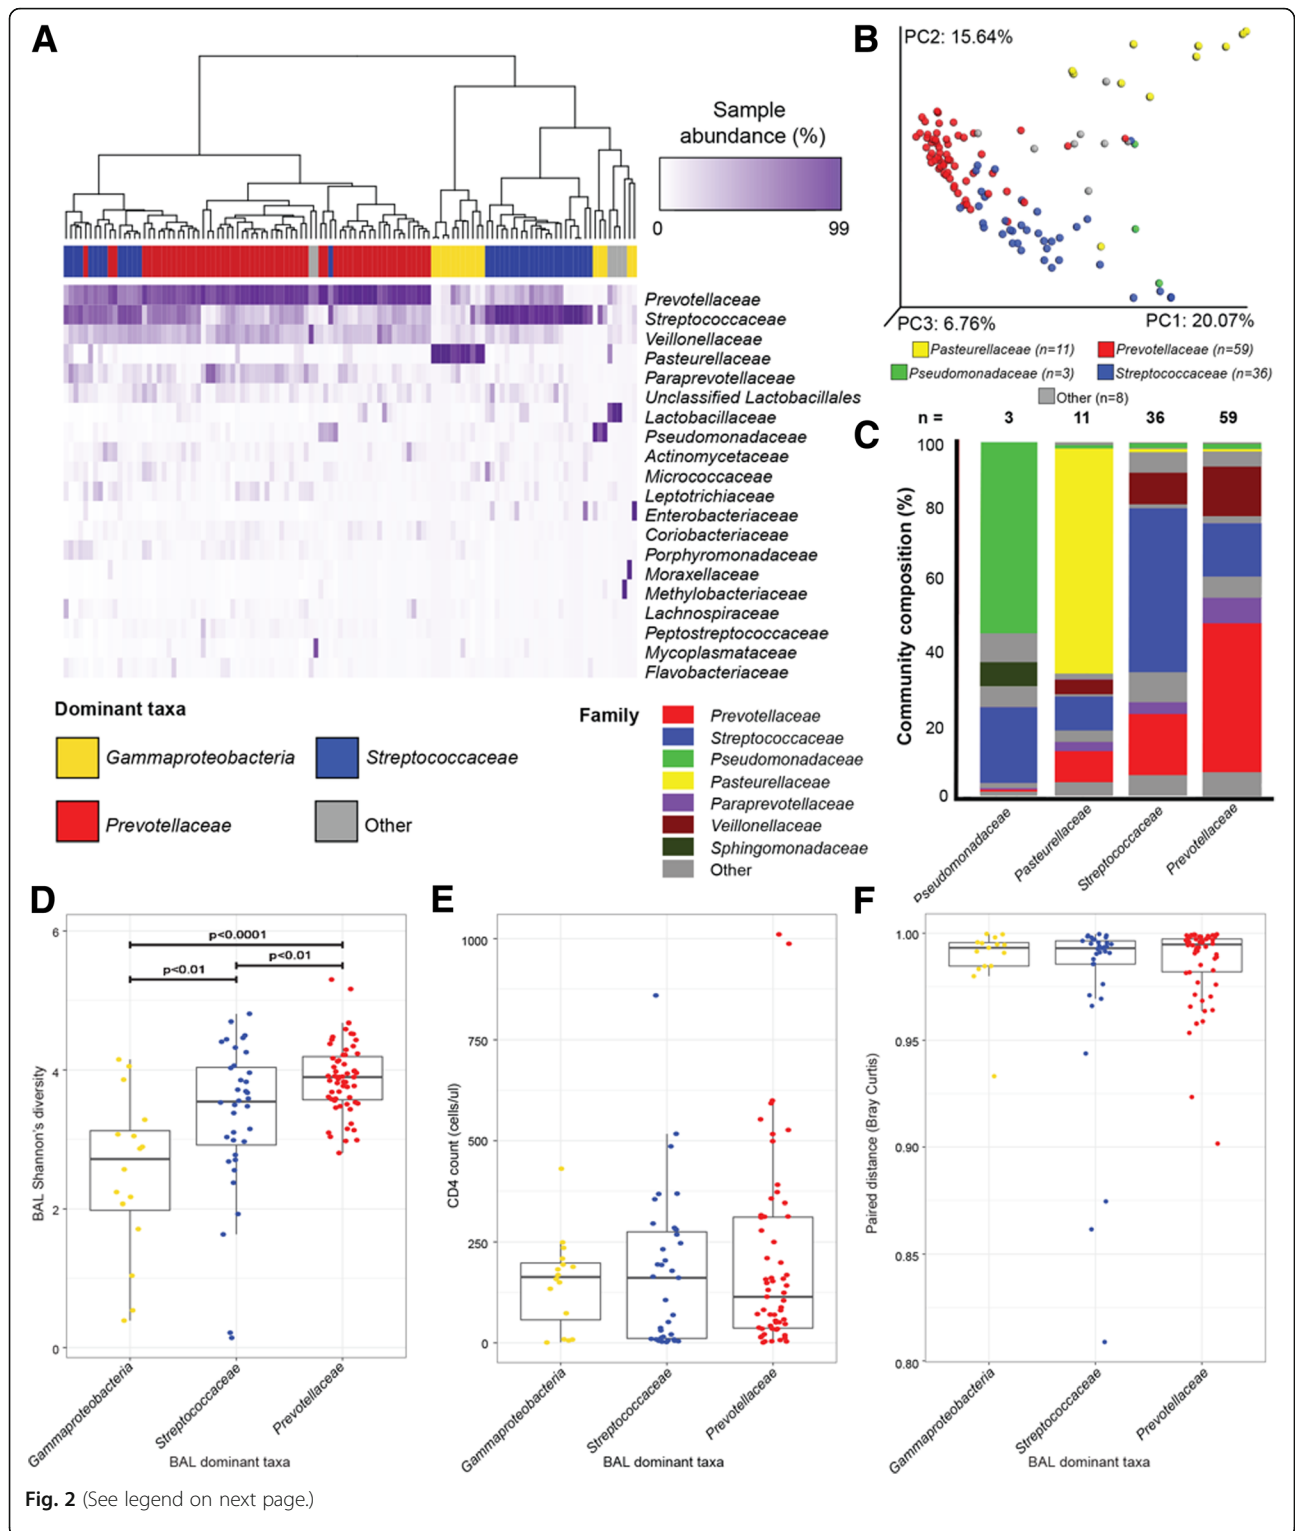 A
Sample
abundance (%)
0
99
Prevotellaceae
Streptococcaceae
Veillonellaceae
Pasteurellaceae
Paraprevotellaceae
Unclassified Lactobacillales
Lactobacillaceae
Pseudomonadaceae
Actinomycetaceae
Micrococcaceae
Leptotrichiaceae
Enterobacteriaceae
Coriobacteriaceae
Porphyromonadaceae
Moraxellaceae
Methylobacteriaceae
Lachnospiraceae
Peptostreptococcaceae
Mycoplasmataceae
Flavobacteriaceae
Dominant taxa
Gammaproteobacteria
Streptococcaceae
Prevotellaceae
Other
B
PC2: 15.64%
PC3: 6.76%
PC1: 20.07%
Pasteurellaceae (n=11)
Prevotellaceae (n=59)
Pseudomonadaceae (n=3)
Streptococcaceae (n=36)
Other (n=8)
C
n =
3
11
36
59
Community composition (%)
100
80
60
40
20
0
Pseudomonadaceae
Pasteurellaceae
Streptococcaceae
Prevotellaceae
Family
Prevotellaceae
Streptococcaceae
Pseudomonadaceae
Pasteurellaceae
Paraprevotellaceae
Veillonellaceae
Sphingomonadaceae
Other
D
p<0.0001
p<0.01
p<0.01
BAL Shannon's diversity
6
4
2
0
Gammaproteobacteria
Streptococcaceae
Prevotellaceae
BAL dominant taxa
E
CD4 count (cells/ul)
1000
750
500
250
0
Gammaproteobacteria
Streptococcaceae
Prevotellaceae
BAL dominant taxa
F
Paired distance (Bray Curtis)
1.00
0.95
0.90
0.85
0.80
Gammaproteobacteria
Streptococcaceae
Prevotellaceae
BAL dominant taxa
Fig. 2 (See legend on next page.)